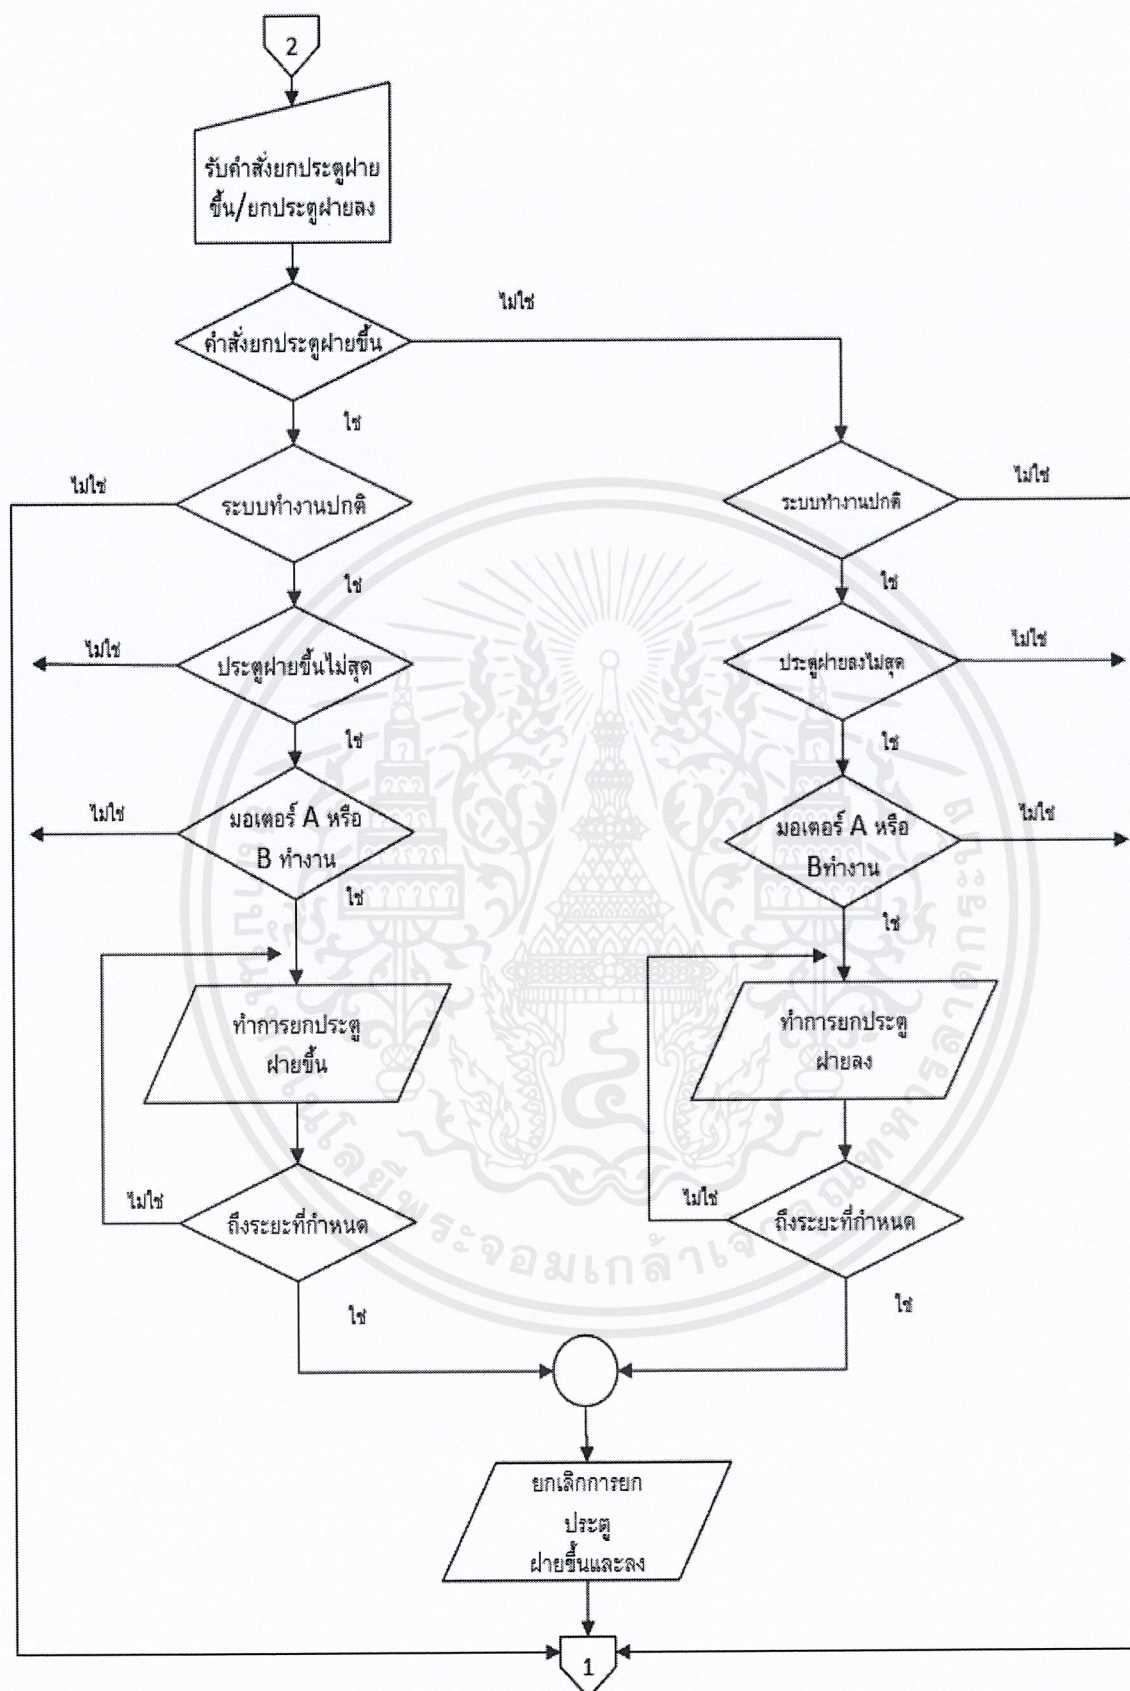 2
รับคำสั่งยกประตูฝาย
ขึ้น/ยกประตูฝายลง
ไม่ใช่
คำสั่งยกประตูฝายขึ้น
ใช่
ไม่ใช่
ระบบทำงานปกติ
ใช่
ไม่ใช่
ประตูฝายขึ้นไม่สุด
ใช่
ไม่ใช่
มอเตอร์ A หรือ
B ทำงาน
ใช่
ทำการยกประตู
ฝายขึ้น
ไม่ใช่
ถึงระยะที่กำหนด
ใช่
ระบบทำงานปกติ
ไม่ใช่
ใช่
ประตูฝายลงไม่สุด
ไม่ใช่
ใช่
มอเตอร์ A หรือ
Bทำงาน
ไม่ใช่
ใช่
ทำการยกประตู
ฝายลง
ไม่ใช่
ถึงระยะที่กำหนด
ใช่
ยกเลิกการยก
ประตู
ฝายขึ้นและลง
1